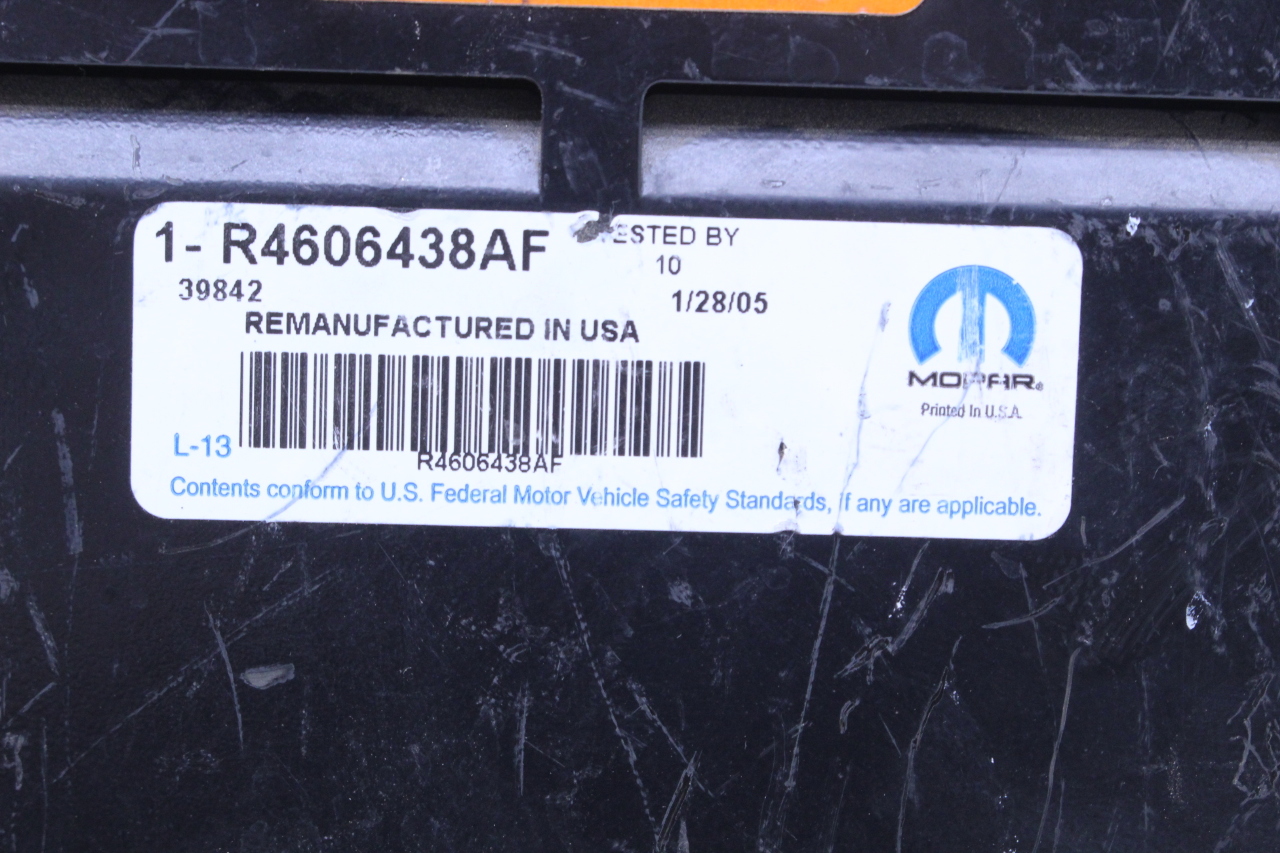 1- R4606438AF
TESTED BY
10
39842
1/28/05
REMANUFACTURED IN USA
MOPAR®
Printed In U.S.A.
L-13
R4606438AF
Contents conform to U.S. Federal Motor Vehicle Safety Standards, if any are applicable.